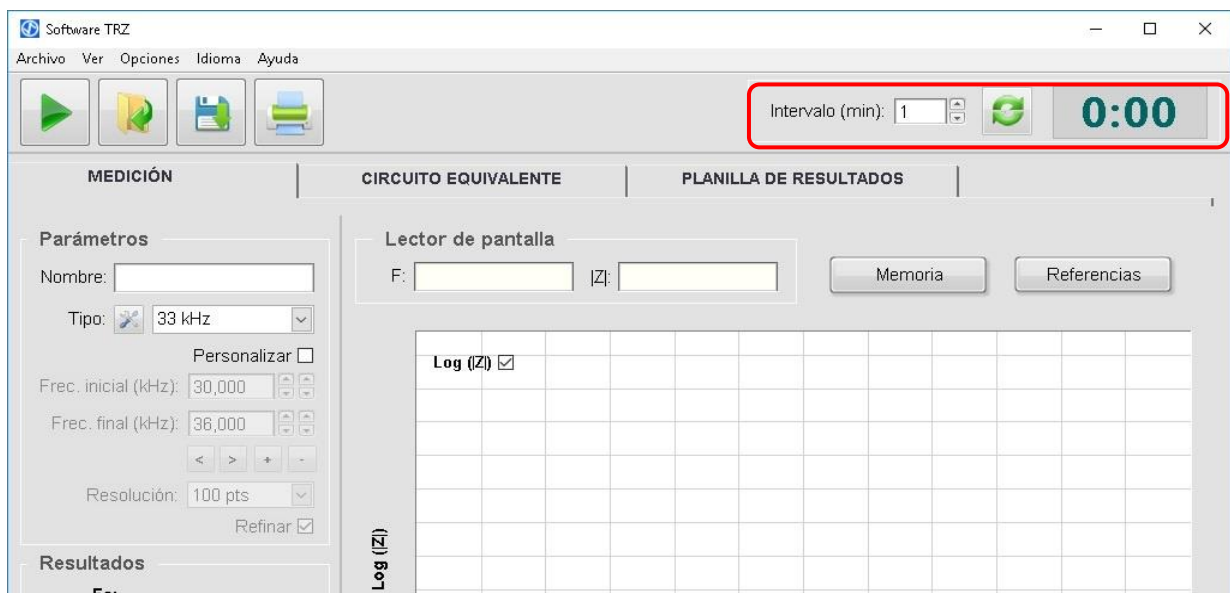 Software TRZ
Archivo Ver Opciones Idioma Ayuda
Intervalo (min): 1
0:00
MEDICIÓN
CIRCUITO EQUIVALENTE
PLANILLA DE RESULTADOS
Parámetros
Nombre:
Tipo: 33 kHz
Personalizar
Frec. inicial (kHz): 30,000
Frec. final (kHz): 36,000
< > + -
Resolución: 100 pts
Refinar
Resultados
Lector de pantalla
F: |Z|:
Memoria
Referencias
Log (|Z|)
Log (|Z|)